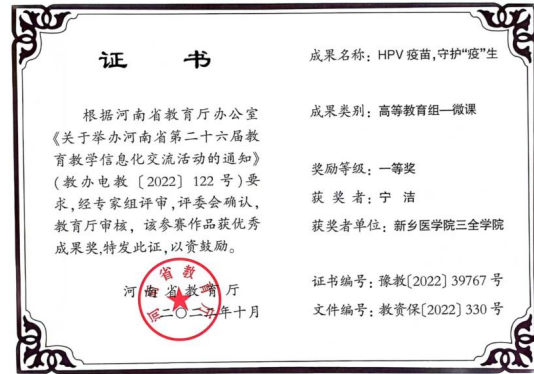 证 书
根据河南省教育厅办公室
《关于举办河南省第二十六届教
育教学信息化交流活动的通知》
(教办电教〔2022〕122号)要
求,经专家组评审,评委会确认,
教育厅审核,该参赛作品获优秀
成果奖,特发此证,以资鼓励。
河南省教育厅
二〇二二年十月
河南省教育厅
成果名称:HPV疫苗,守护“疫”生
成果类别:高等教育组—微课
奖励等级:一等奖
获 奖 者:宁 洁
获奖者单位:新乡医学院三全学院
证书编号:豫教〔2022〕39767号
文件编号:教资保〔2022〕330号